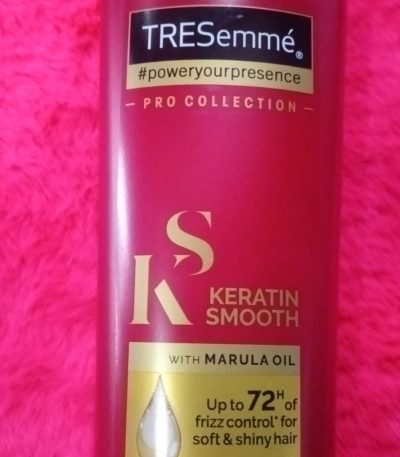 TRESemmé®
#poweryourpresence
PRO COLLECTION
KS
KERATIN
SMOOTH
WITH MARULA OIL
Up to 72H of
frizz control* for
soft & shiny hair